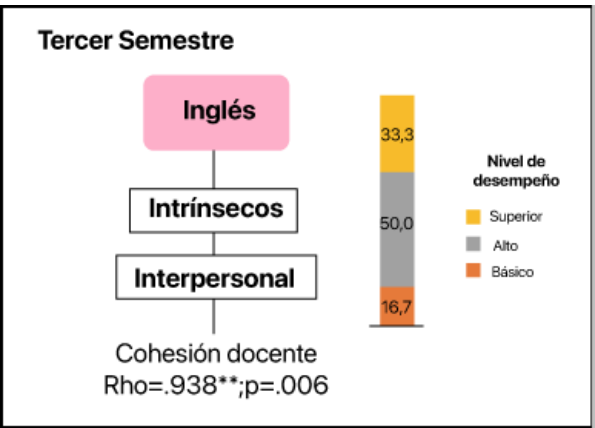 Tercer Semestre
Inglés
Intrínsecos
Interpersonal
Cohesión docente
Rho=.938**;p=.006
33,3
50,0
16,7
Nivel de
desempeño
Superior
Alto
Básico